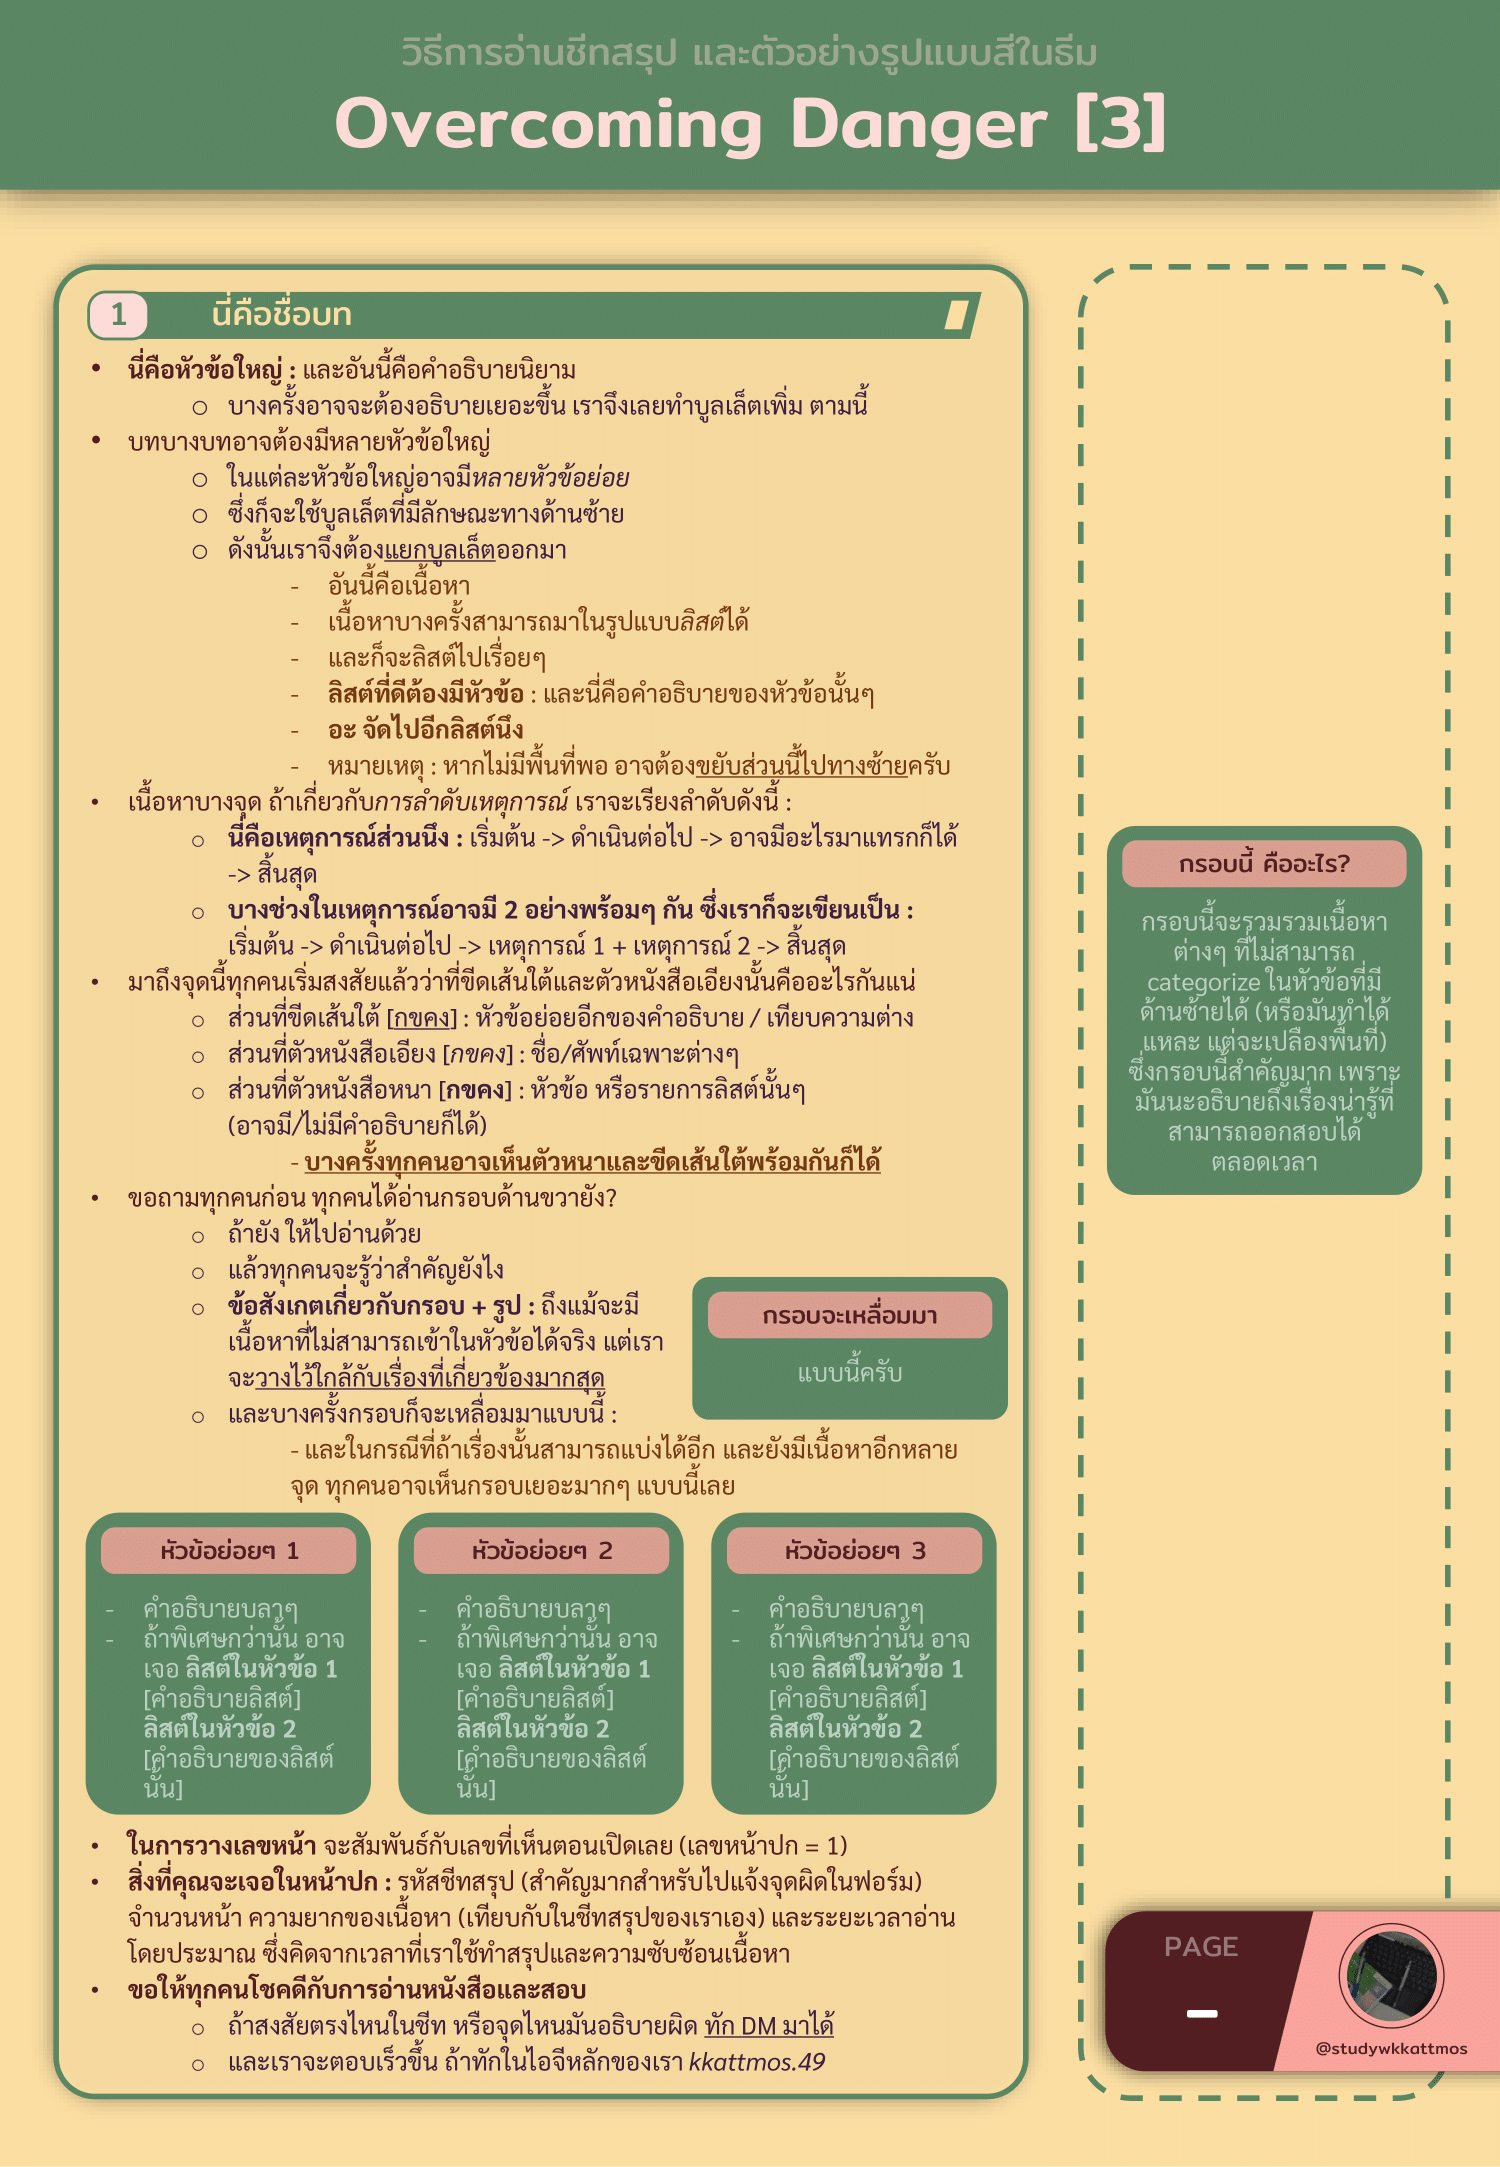 วิธีการอ่านชีทสรุป และตัวอย่างรูปแบบสีในธีม
Overcoming Danger [3]
1
นี่คือชื่อบท
• นี่คือหัวข้อใหญ่ : และอันนี้คือคำอธิบายนิยาม
o บางครั้งอาจจะต้องอธิบายเยอะขึ้น เราจึงเลยทำบูลเล็ตเพิ่ม ตามนี้
• บทบางบทอาจต้องมีหลายหัวข้อใหญ่
o ในแต่ละหัวข้อใหญ่อาจมีหลายหัวข้อย่อย
o ซึ่งก็จะใช้บูลเล็ตที่มีลักษณะทางด้านซ้าย
o ดังนั้นเราจึงต้องแยกบูลเล็ตออกมา
- อันนี้คือเนื้อหา
- เนื้อหาบางครั้งสามารถมาในรูปแบบลิสต์ได้
- และก็จะลิสต์ไปเรื่อยๆ
- ลิสต์ที่ดีต้องมีหัวข้อ : และนี่คือคำอธิบายของหัวข้อนั้นๆ
- อะ จัดไปอีกลิสต์นึง
- หมายเหตุ : หากไม่มีพื้นที่พอ อาจต้องขยับส่วนนี้ไปทางซ้ายครับ
• เนื้อหาบางจุด ถ้าเกี่ยวกับการลำดับเหตุการณ์ เราจะเรียงลำดับดังนี้ :
o นี่คือเหตุการณ์ส่วนนึง : เริ่มต้น -> ดำเนินต่อไป -> อาจมีอะไรมาแทรกก็ได้
-> สิ้นสุด
o บางช่วงในเหตุการณ์อาจมี 2 อย่างพร้อมๆ กัน ซึ่งเราก็จะเขียนเป็น :
เริ่มต้น -> ดำเนินต่อไป -> เหตุการณ์ 1 + เหตุการณ์ 2 -> สิ้นสุด
• มาถึงจุดนี้ทุกคนเริ่มสงสัยแล้วว่าที่ขีดเส้นใต้และตัวหนังสือเอียงนั้นคืออะไรกันแน่
o ส่วนที่ขีดเส้นใต้ [กขคง] : หัวข้อย่อยอีกของคำอธิบาย / เทียบความต่าง
o ส่วนที่ตัวหนังสือเอียง [กขคง] : ชื่อ/ศัพท์เฉพาะต่างๆ
o ส่วนที่ตัวหนังสือหนา [กขคง] : หัวข้อ หรือรายการลิสต์นั้นๆ
(อาจมี/ไม่มีคำอธิบายก็ได้)
- บางครั้งทุกคนอาจเห็นตัวหนาและขีดเส้นใต้พร้อมกันก็ได้
• ขอถามทุกคนก่อน ทุกคนได้อ่านกรอบด้านขวายัง?
o ถ้ายัง ให้ไปอ่านด้วย
o แล้วทุกคนจะรู้ว่าสำคัญยังไง
o ข้อสังเกตเกี่ยวกับกรอบ + รูป : ถึงแม้จะมี
เนื้อหาที่ไม่สามารถเข้าในหัวข้อได้จริง แต่เรา
จะวางไว้ใกล้กับเรื่องที่เกี่ยวข้องมากสุด
o และบางครั้งกรอบก็จะเหลื่อมมาแบบนี้ :
กรอบจะเหลื่อมมา
แบบนี้ครับ
- และในกรณีที่ถ้าเรื่องนั้นสามารถแบ่งได้อีก และยังมีเนื้อหาอีกหลาย
จุด ทุกคนอาจเห็นกรอบเยอะมากๆ แบบนี้เลย
หัวข้อย่อยๆ 1
- คำอธิบายบลาๆ
- ถ้าพิเศษกว่านั้น อาจ
เจอ ลิสต์ในหัวข้อ 1
[คำอธิบายลิสต์]
ลิสต์ในหัวข้อ 2
[คำอธิบายของลิสต์
นั้น]
หัวข้อย่อยๆ 2
- คำอธิบายบลาๆ
- ถ้าพิเศษกว่านั้น อาจ
เจอ ลิสต์ในหัวข้อ 1
[คำอธิบายลิสต์]
ลิสต์ในหัวข้อ 2
[คำอธิบายของลิสต์
นั้น]
หัวข้อย่อยๆ 3
- คำอธิบายบลาๆ
- ถ้าพิเศษกว่านั้น อาจ
เจอ ลิสต์ในหัวข้อ 1
[คำอธิบายลิสต์]
ลิสต์ในหัวข้อ 2
[คำอธิบายของลิสต์
นั้น]
• ในการวางเลขหน้า จะสัมพันธ์กับเลขที่เห็นตอนเปิดเลย (เลขหน้าปก = 1)
• สิ่งที่คุณจะเจอในหน้าปก : รหัสชีทสรุป (สำคัญมากสำหรับไปแจ้งจุดผิดในฟอร์ม)
จำนวนหน้า ความยากของเนื้อหา (เทียบกับในชีทสรุปของเราเอง) และระยะเวลาอ่าน
โดยประมาณ ซึ่งคิดจากเวลาที่เราใช้ทำสรุปและความซับซ้อนเนื้อหา
• ขอให้ทุกคนโชคดีกับการอ่านหนังสือและสอบ
o ถ้าสงสัยตรงไหนในชีท หรือจุดไหนมันอธิบายผิด ทัก DM มาได้
o และเราจะตอบเร็วขึ้น ถ้าทักในไอจีหลักของเรา kkattmos.49
กรอบนี้ คืออะไร?
กรอบนี้จะรวมรวมเนื้อหา
ต่างๆ ที่ไม่สามารถ
categorize ในหัวข้อที่มี
ด้านซ้ายได้ (หรือมันทำได้
แหละ แต่จะเปลืองพื้นที่)
ซึ่งกรอบนี้สำคัญมาก เพราะ
มันนะอธิบายถึงเรื่องน่ารู้ที่
สามารถออกสอบได้
ตลอดเวลา
PAGE
-
@studywkkattmos